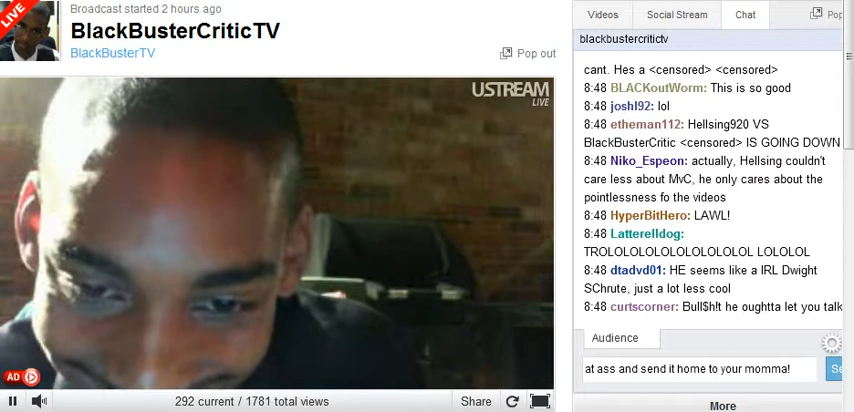 LIVE
Broadcast started 2 hours ago
BlackBusterCriticTV
BlackBusterTV
Pop out
USTREAM
LIVE
AD
292 current / 1781 total views
Share
Videos
Social Stream
Chat
Pop
blackbustercritictv
cant. Hes a <censored> <censored>
8:48 BLACKoutWorm: This is so good
8:48 joshl92: lol
8:48 etheman112: Hellsing920 VS
BlackBusterCritic <censored> IS GOING DOWN
8:48 Niko_Espeon: actually, Hellsing couldn't
care less about MvC, he only cares about the
pointlessness fo the videos
8:48 HyperBitHero: LAWL!
8:48 Latterelldog:
TROLOLOLOLOLOLOLOLOL LOLOLOL
8:48 dtadvd01: HE seems like a IRL Dwight
SChrute, just a lot less cool
8:48 curtscorner: Bull$h!t he oughtta let you talk
Audience
at ass and send it home to your momma!
Se
More